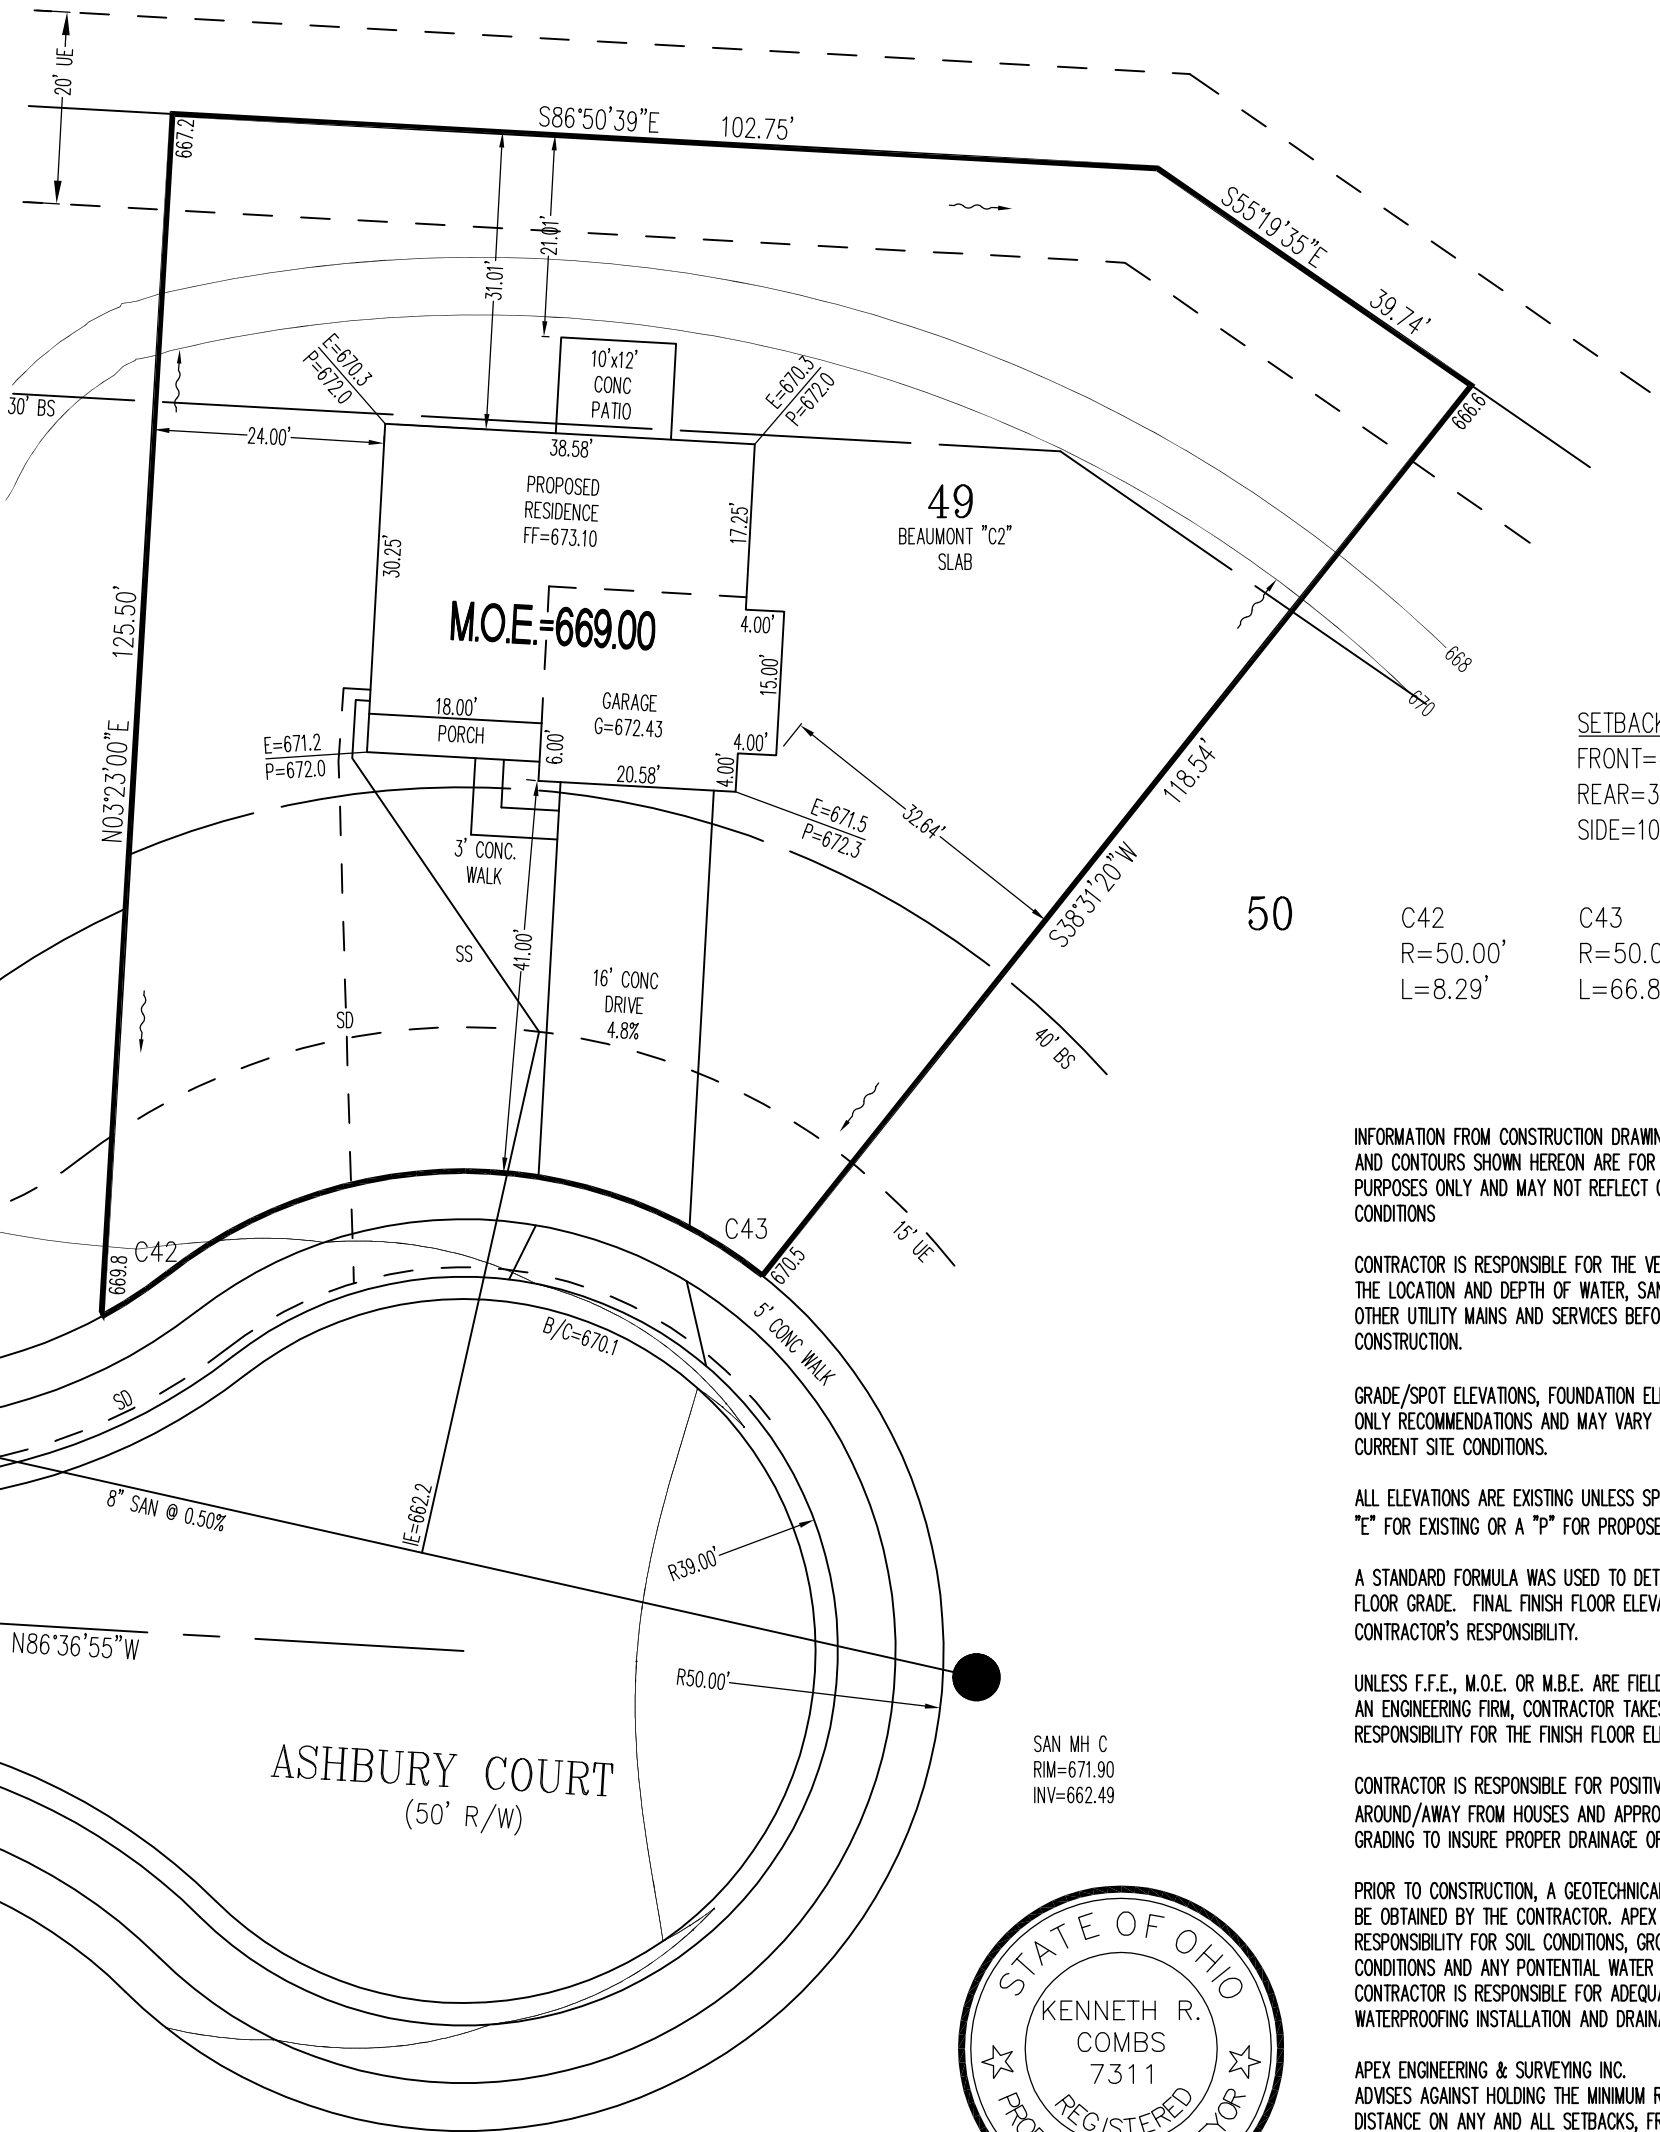 20' UE
667.2
S86°50'39"E 102.75'
S55°19'35"E
39.74'
666.6
21.01'
31.01'
E=670.3
P=672.0
10'x12'
CONC
PATIO
E=670.3
P=672.0
30' BS
24.00'
38.58'
PROPOSED
RESIDENCE
FF=673.10
17.25'
30.25'
49
BEAUMONT "C2"
SLAB
M.O.E.=669.00
4.00'
15.00'
N03°23'00"E 125.50'
18.00'
PORCH
GARAGE
G=672.43
6.00'
4.00'
4.00'
20.58'
E=671.2
P=672.0
E=671.5
P=672.3
32.64'
S38°31'20"W 118.54'
668
670
3' CONC.
WALK
41.00'
SS
SD
16' CONC
DRIVE
4.8%
40' BS
15' UE
50
SETBACK
FRONT=
REAR=3
SIDE=10
C42
R=50.00'
L=8.29'
C43
R=50.0
L=66.8
C42
669.8
C43
670.5
5' CONC WALK
B/C=670.1
SD
8" SAN @ 0.50%
IE=662.2
R39.00'
R50.00'
N86°36'55"W
ASHBURY COURT
(50' R/W)
SAN MH C
RIM=671.90
INV=662.49
STATE OF OHIO
KENNETH R.
COMBS
7311
REGISTERED
INFORMATION FROM CONSTRUCTION DRAWIN
AND CONTOURS SHOWN HEREON ARE FOR
PURPOSES ONLY AND MAY NOT REFLECT
CONDITIONS
CONTRACTOR IS RESPONSIBLE FOR THE VE
THE LOCATION AND DEPTH OF WATER, SAN
OTHER UTILITY MAINS AND SERVICES BEFO
CONSTRUCTION.
GRADE/SPOT ELEVATIONS, FOUNDATION ELE
ONLY RECOMMENDATIONS AND MAY VARY
CURRENT SITE CONDITIONS.
ALL ELEVATIONS ARE EXISTING UNLESS SP
"E" FOR EXISTING OR A "P" FOR PROPOSE
A STANDARD FORMULA WAS USED TO DET
FLOOR GRADE. FINAL FINISH FLOOR ELEVA
CONTRACTOR'S RESPONSIBILITY.
UNLESS F.F.E., M.O.E. OR M.B.E. ARE FIELD
AN ENGINEERING FIRM, CONTRACTOR TAKES
RESPONSIBILITY FOR THE FINISH FLOOR EL
CONTRACTOR IS RESPONSIBLE FOR POSITIV
AROUND/AWAY FROM HOUSES AND APPRO
GRADING TO INSURE PROPER DRAINAGE OF
PRIOR TO CONSTRUCTION, A GEOTECHNICAL
BE OBTAINED BY THE CONTRACTOR. APEX
RESPONSIBILITY FOR SOIL CONDITIONS, GRO
CONDITIONS AND ANY PONTENTIAL WATER
CONTRACTOR IS RESPONSIBLE FOR ADEQUA
WATERPROOFING INSTALLATION AND DRAINA
APEX ENGINEERING & SURVEYING INC.
ADVISES AGAINST HOLDING THE MINIMUM R
DISTANCE ON ANY AND ALL SETBACKS, FR